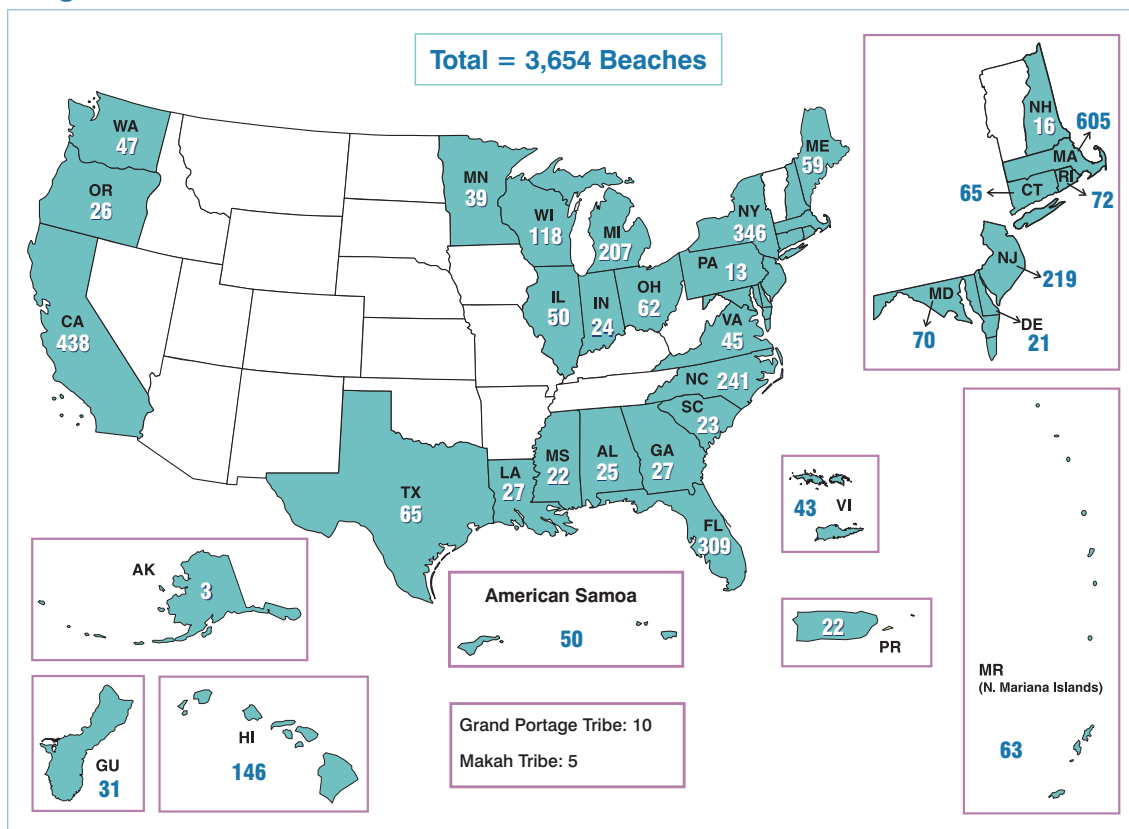 Total = 3,654 Beaches
WA
47
OR
26
CA
438
MN
39
WI
118
MI
207
IL
50
IN
24
OH
62
PA
13
NY
346
ME
59
VA
45
NC 241
SC
23
GA
27
AL
25
MS
22
LA
27
TX
65
FL
309
NH
16
605
MA
RI
CT
65
72
NJ
219
MD
70
DE
21
43
VI
22
PR
AK
3
American Samoa
50
GU
31
HI
146
Grand Portage Tribe: 10
Makah Tribe: 5
MR
(N. Mariana Islands)
63